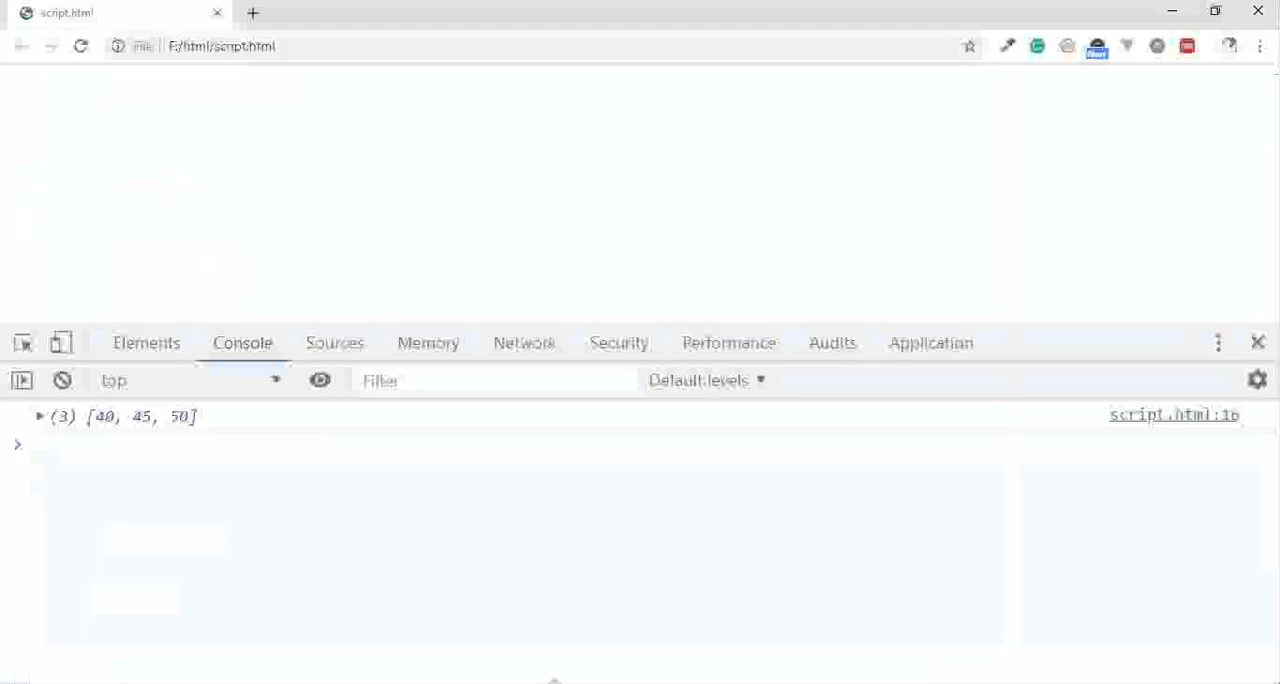 script.html
File F:/html/script.html
Elements Console Sources Memory Network Security Performance Audits Application
top Filter Default levels
(3) [40, 45, 50] script.html:16